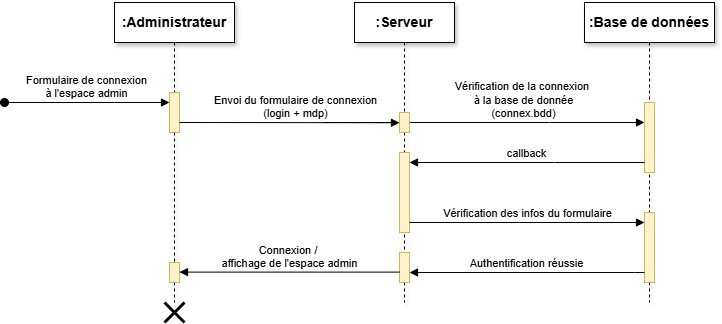 :Administrateur
:Serveur
:Base de données
Formulaire de connexion
à l'espace admin
Envoi du formulaire de connexion
(login + mdp)
Vérification de la connexion
à la base de donnée
(connex.bdd)
callback
Vérification des infos du formulaire
Connexion /
affichage de l'espace admin
Authentification réussie